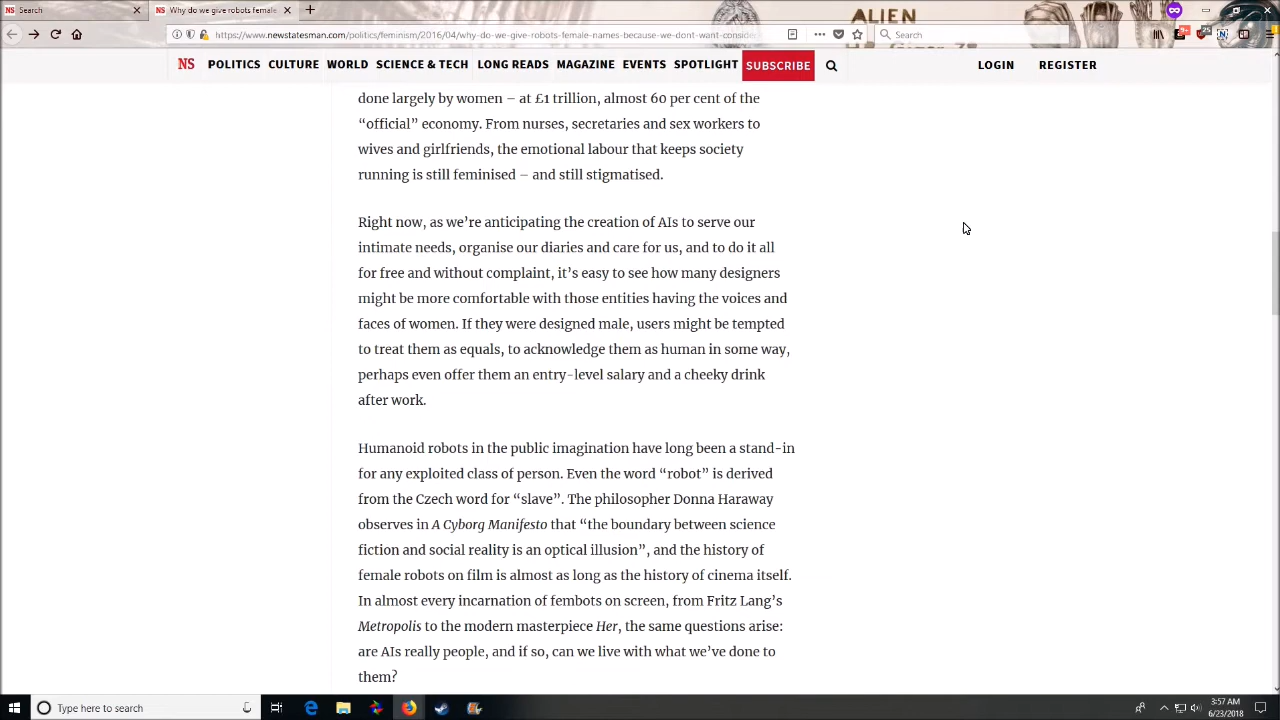 Search
Why do we give robots female
ALIEN
https://www.newstatesman.com/politics/feminism/2016/04/why-do-we-give-robots-female-names-because-we-dont-want-conside
Search
NS POLITICS CULTURE WORLD SCIENCE & TECH LONG READS MAGAZINE EVENTS SPOTLIGHT SUBSCRIBE LOGIN REGISTER
done largely by women – at £1 trillion, almost 60 per cent of the
“official” economy. From nurses, secretaries and sex workers to
wives and girlfriends, the emotional labour that keeps society
running is still feminised – and still stigmatised.
Right now, as we’re anticipating the creation of AIs to serve our
intimate needs, organise our diaries and care for us, and to do it all
for free and without complaint, it’s easy to see how many designers
might be more comfortable with those entities having the voices and
faces of women. If they were designed male, users might be tempted
to treat them as equals, to acknowledge them as human in some way,
perhaps even offer them an entry-level salary and a cheeky drink
after work.
Humanoid robots in the public imagination have long been a stand-in
for any exploited class of person. Even the word “robot” is derived
from the Czech word for “slave”. The philosopher Donna Haraway
observes in A Cyborg Manifesto that “the boundary between science
fiction and social reality is an optical illusion”, and the history of
female robots on film is almost as long as the history of cinema itself.
In almost every incarnation of fembots on screen, from Fritz Lang’s
Metropolis to the modern masterpiece Her, the same questions arise:
are AIs really people, and if so, can we live with what we’ve done to
them?
Type here to search
3:57 AM
6/23/2018